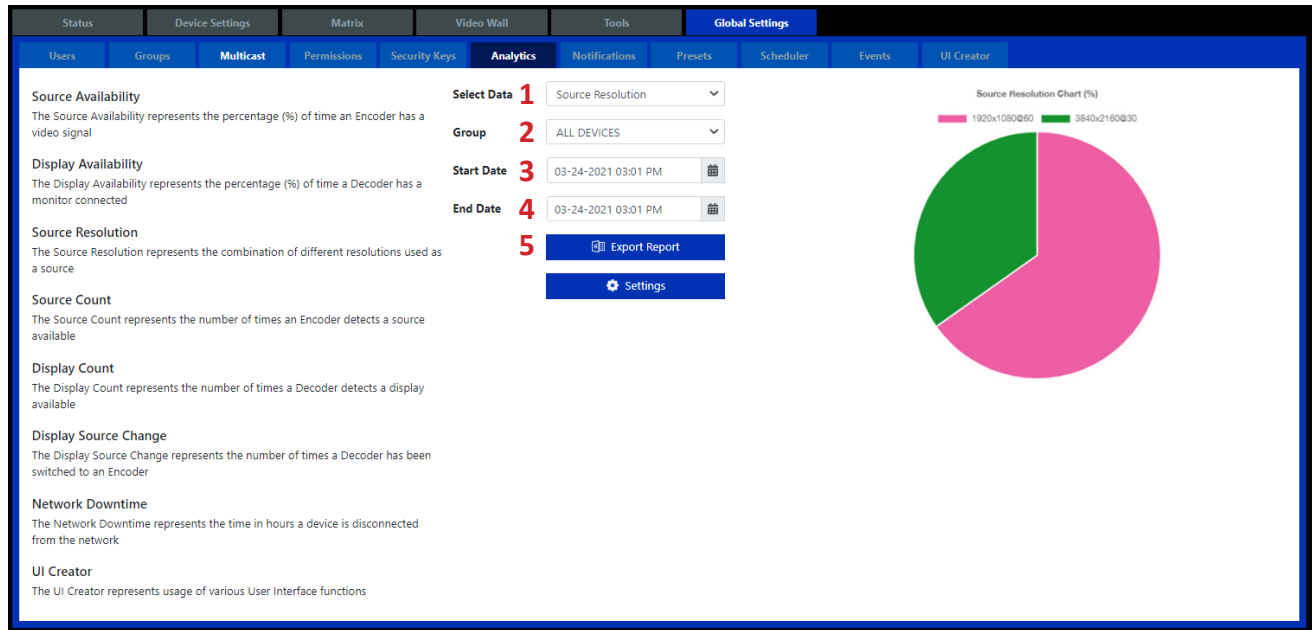 Status Device Settings Matrix Video Wall Tools Global Settings
Users Groups Multicast Permissions Security Keys Analytics Notifications Presets Scheduler Events UI Creator
Source Availability
The Source Availability represents the percentage (%) of time an Encoder has a
video signal
Display Availability
The Display Availability represents the percentage (%) of time a Decoder has a
monitor connected
Source Resolution
The Source Resolution represents the combination of different resolutions used as
a source
Source Count
The Source Count represents the number of times an Encoder detects a source
available
Display Count
The Display Count represents the number of times a Decoder detects a display
available
Display Source Change
The Display Source Change represents the number of times a Decoder has been
switched to an Encoder
Network Downtime
The Network Downtime represents the time in hours a device is disconnected
from the network
UI Creator
The UI Creator represents usage of various User Interface functions
Select Data 1 Source Resolution
Group 2 ALL DEVICES
Start Date 3 03-24-2021 03:01 PM
End Date 4 03-24-2021 03:01 PM
5 Export Report
Settings
Source Resolution Chart (%)
1920x1080@60 3840x2160@30